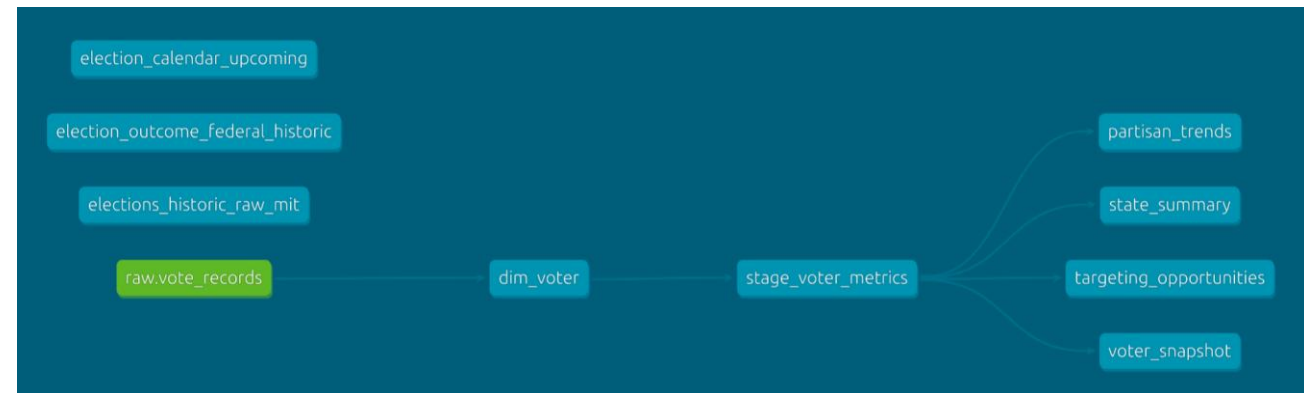 election_calendar_upcoming
election_outcome_federal_historic
elections_historic_raw_mit
raw.vote_records
dim_voter
stage_voter_metrics
partisan_trends
state_summary
targeting_opportunities
voter_snapshot